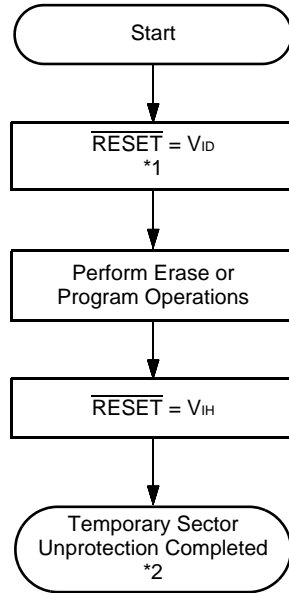 Start
RESET = VID
*1
Perform Erase or
Program Operations
RESET = VIH
Temporary Sector
Unprotection Completed
*2